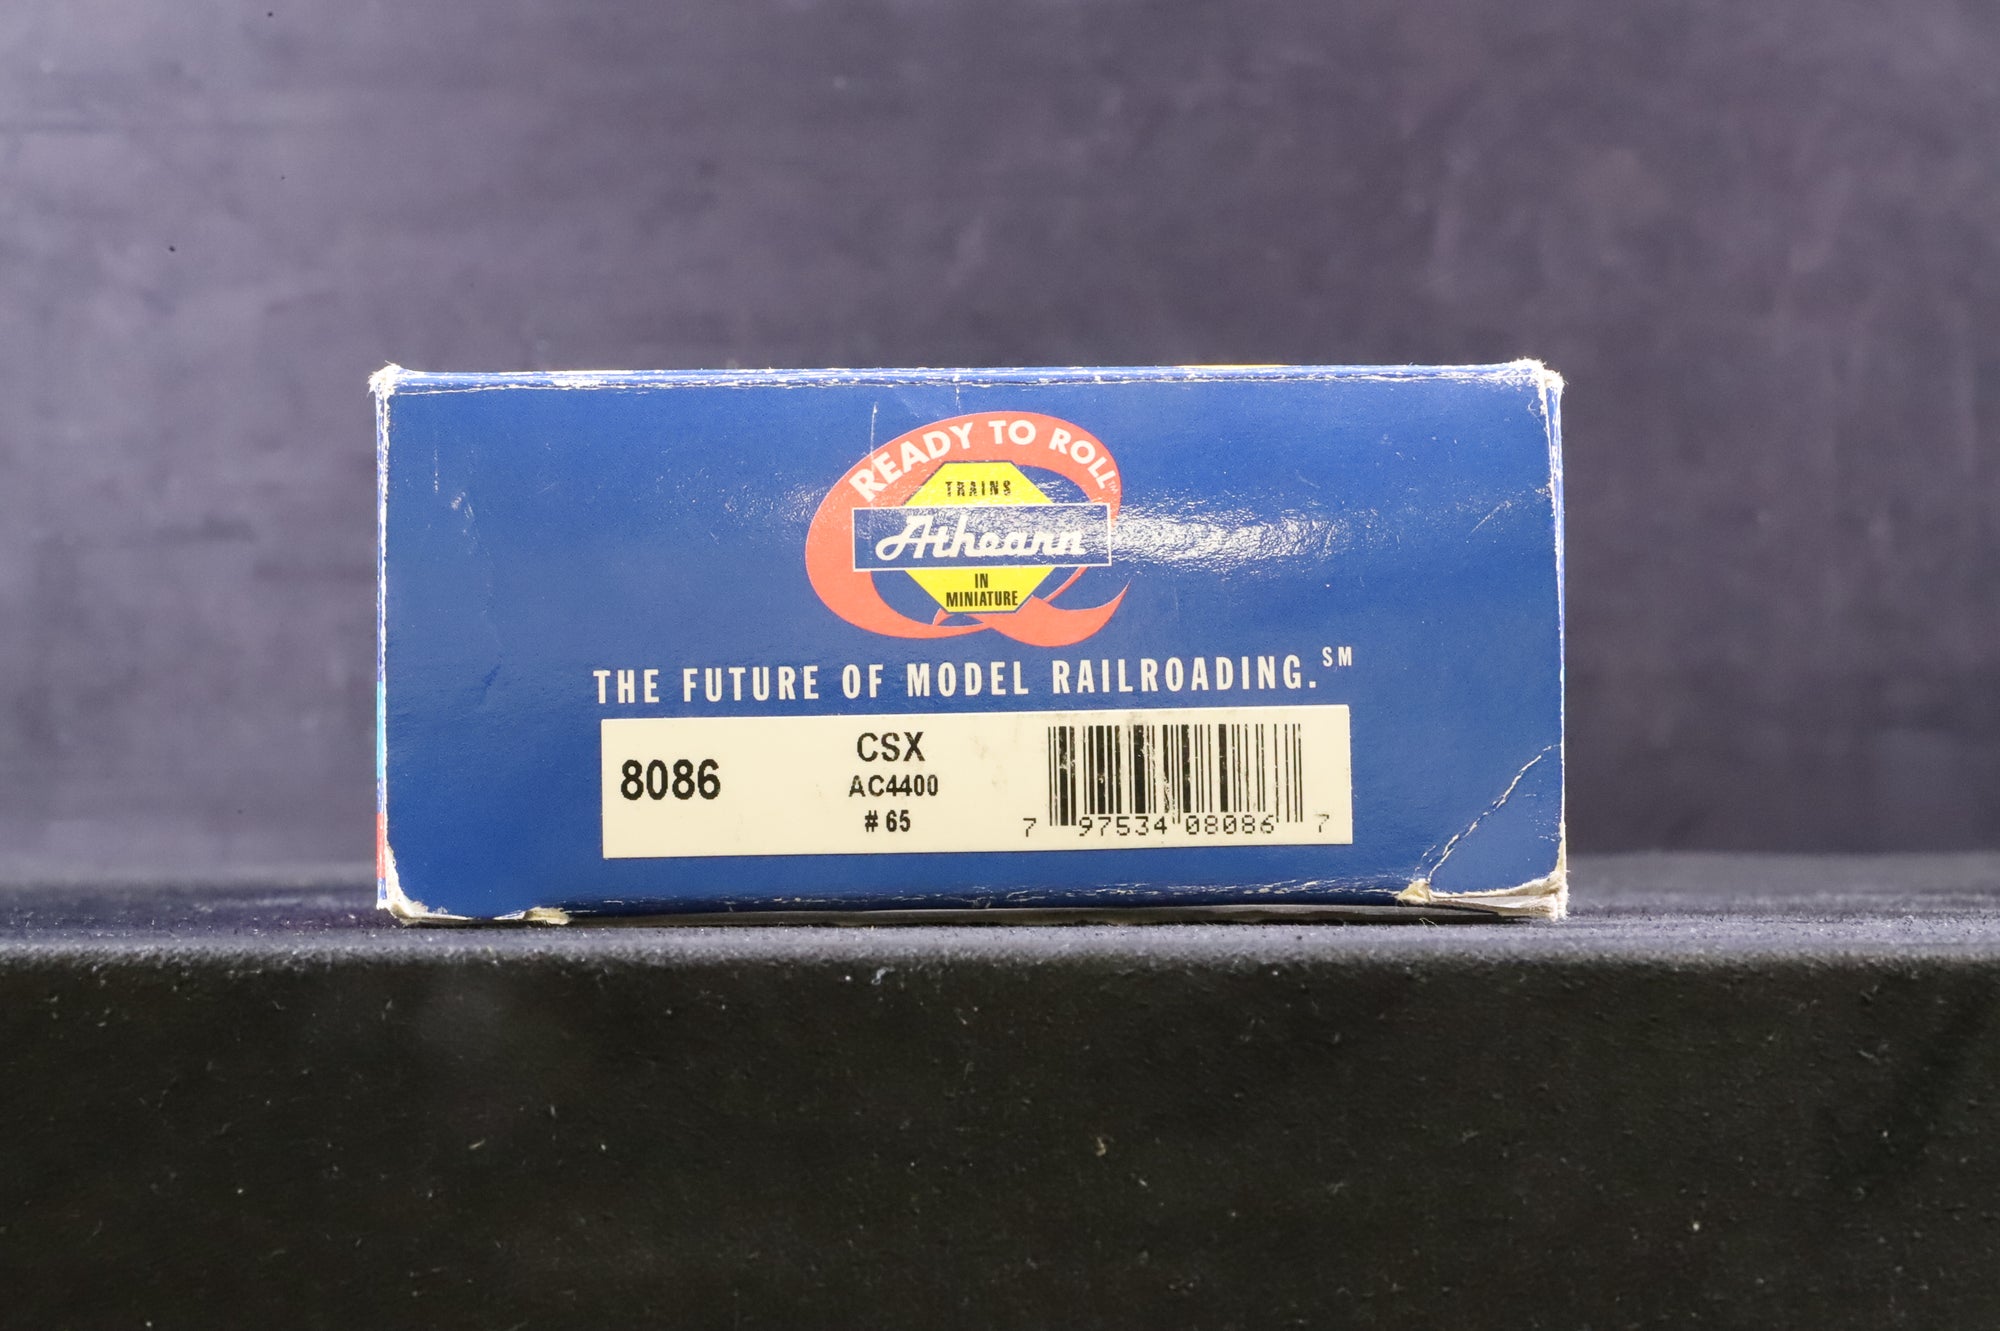 READY TO ROLL™
TRAINS
Athearn
IN
MINIATURE
THE FUTURE OF MODEL RAILROADING.℠
8086
CSX
AC4400
# 65
7 97534 08086 7